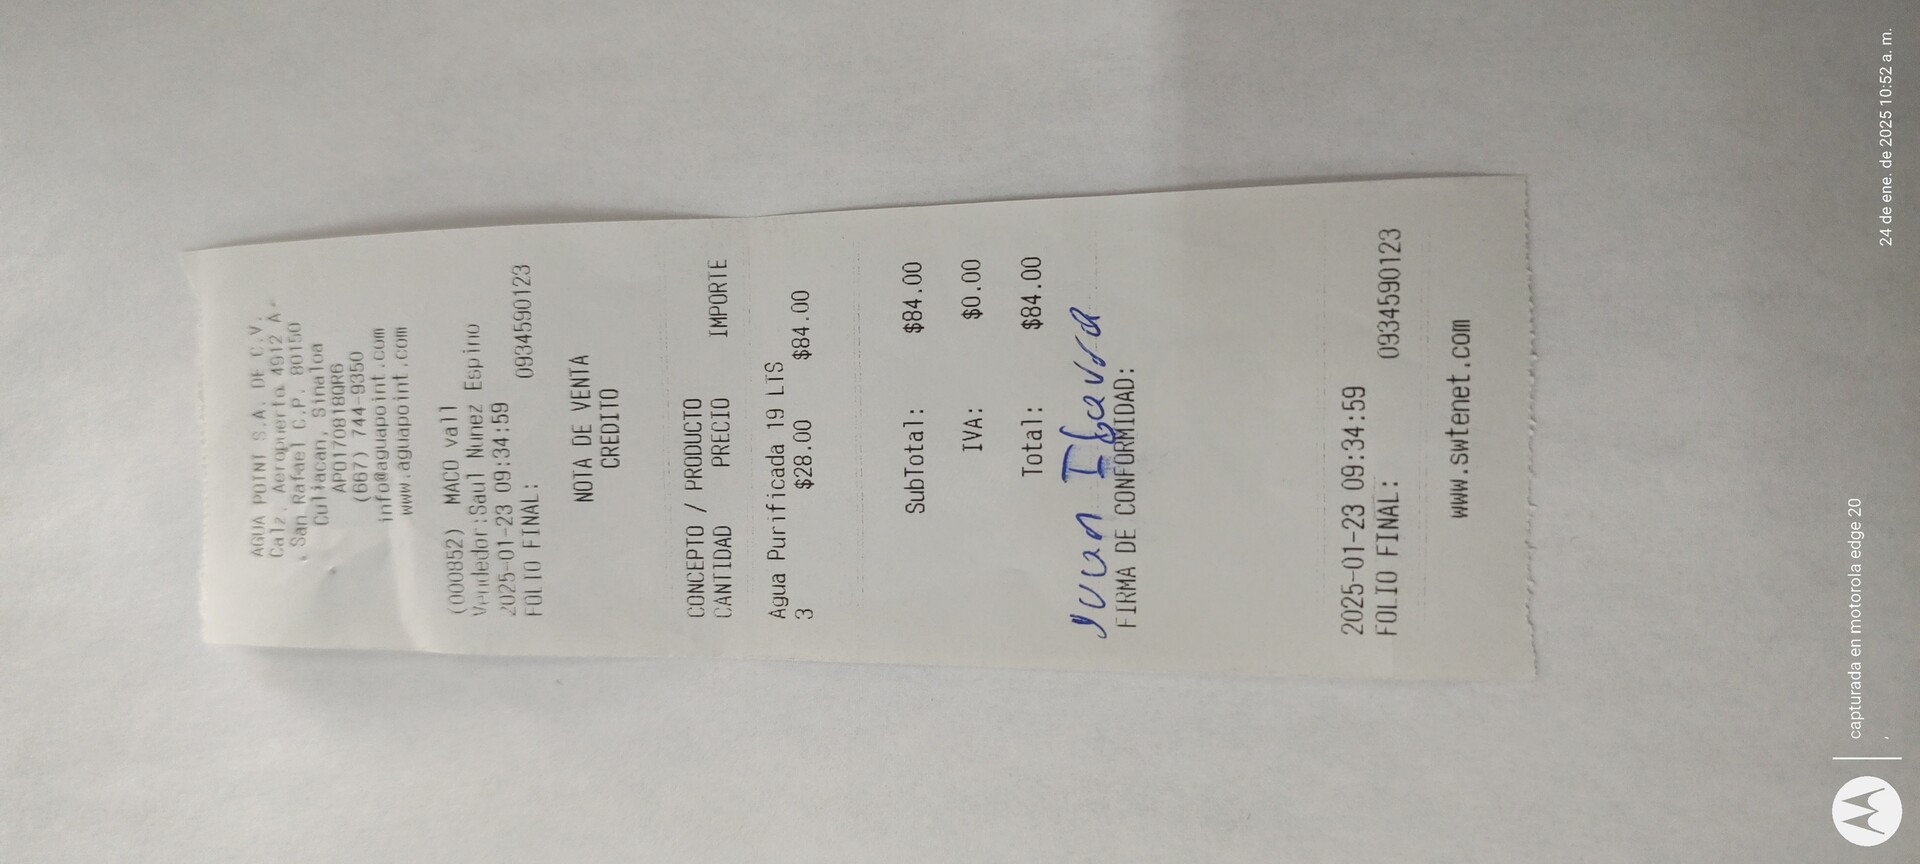 AGUA POINT S.A. DE C.V.
Calz. Aeropuerto 4912 A-
, San Rafael C.P. 80150
Culiacan, Sinaloa
APO170818QR6
(667) 744-9350
info@aguapoint.com
www.aguapoint.com
(000852) MACO vall
Vendedor:Saul Nunez Espino
2025-01-23 09:34:59
FOLIO FINAL: 0934590123
NOTA DE VENTA
CREDITO
CONCEPTO / PRODUCTO
CANTIDAD PRECIO IMPORTE
Agua Purificada 19 LTS
3 $28.00 $84.00
SubTotal: $84.00
IVA: $0.00
Total: $84.00
Juan Ibarra
FIRMA DE CONFORMIDAD:
2025-01-23 09:34:59
FOLIO FINAL: 0934590123
www.swtenet.com
capturada en motorola edge 20
,
24 de ene. de 2025 10:52 a. m.